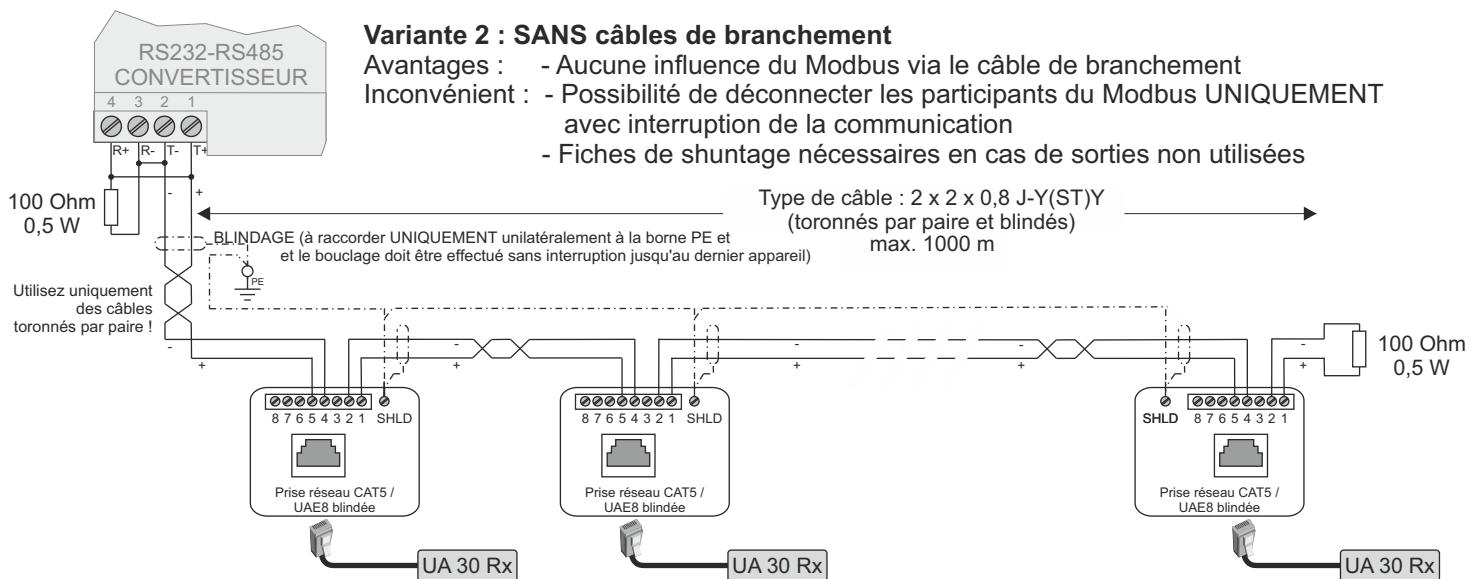 RS232-RS485
CONVERTISSEUR
4 3 2 1
R+ R- T- T+
Variante 2 : SANS câbles de branchement
Avantages : - Aucune influence du Modbus via le câble de branchement
Inconvénient : - Possibilité de déconnecter les participants du Modbus UNIQUEMENT
avec interruption de la communication
- Fiches de shuntage nécessaires en cas de sorties non utilisées
100 Ohm
0,5 W
- +
Type de câble : 2 x 2 x 0,8 J-Y(ST)Y
(toronnés par paire et blindés)
max. 1000 m
BLINDAGE (à raccorder UNIQUEMENT unilatéralement à la borne PE et
et le bouclage doit être effectué sans interruption jusqu'au dernier appareil)
PE
Utilisez uniquement
des câbles
toronnés par paire !
- - - - -
+ + + + +
100 Ohm
0,5 W
8 7 6 5 4 3 2 1 SHLD
Prise réseau CAT5 /
UAE8 blindée
UA 30 Rx
8 7 6 5 4 3 2 1 SHLD
Prise réseau CAT5 /
UAE8 blindée
UA 30 Rx
SHLD 8 7 6 5 4 3 2 1
Prise réseau CAT5 /
UAE8 blindée
UA 30 Rx